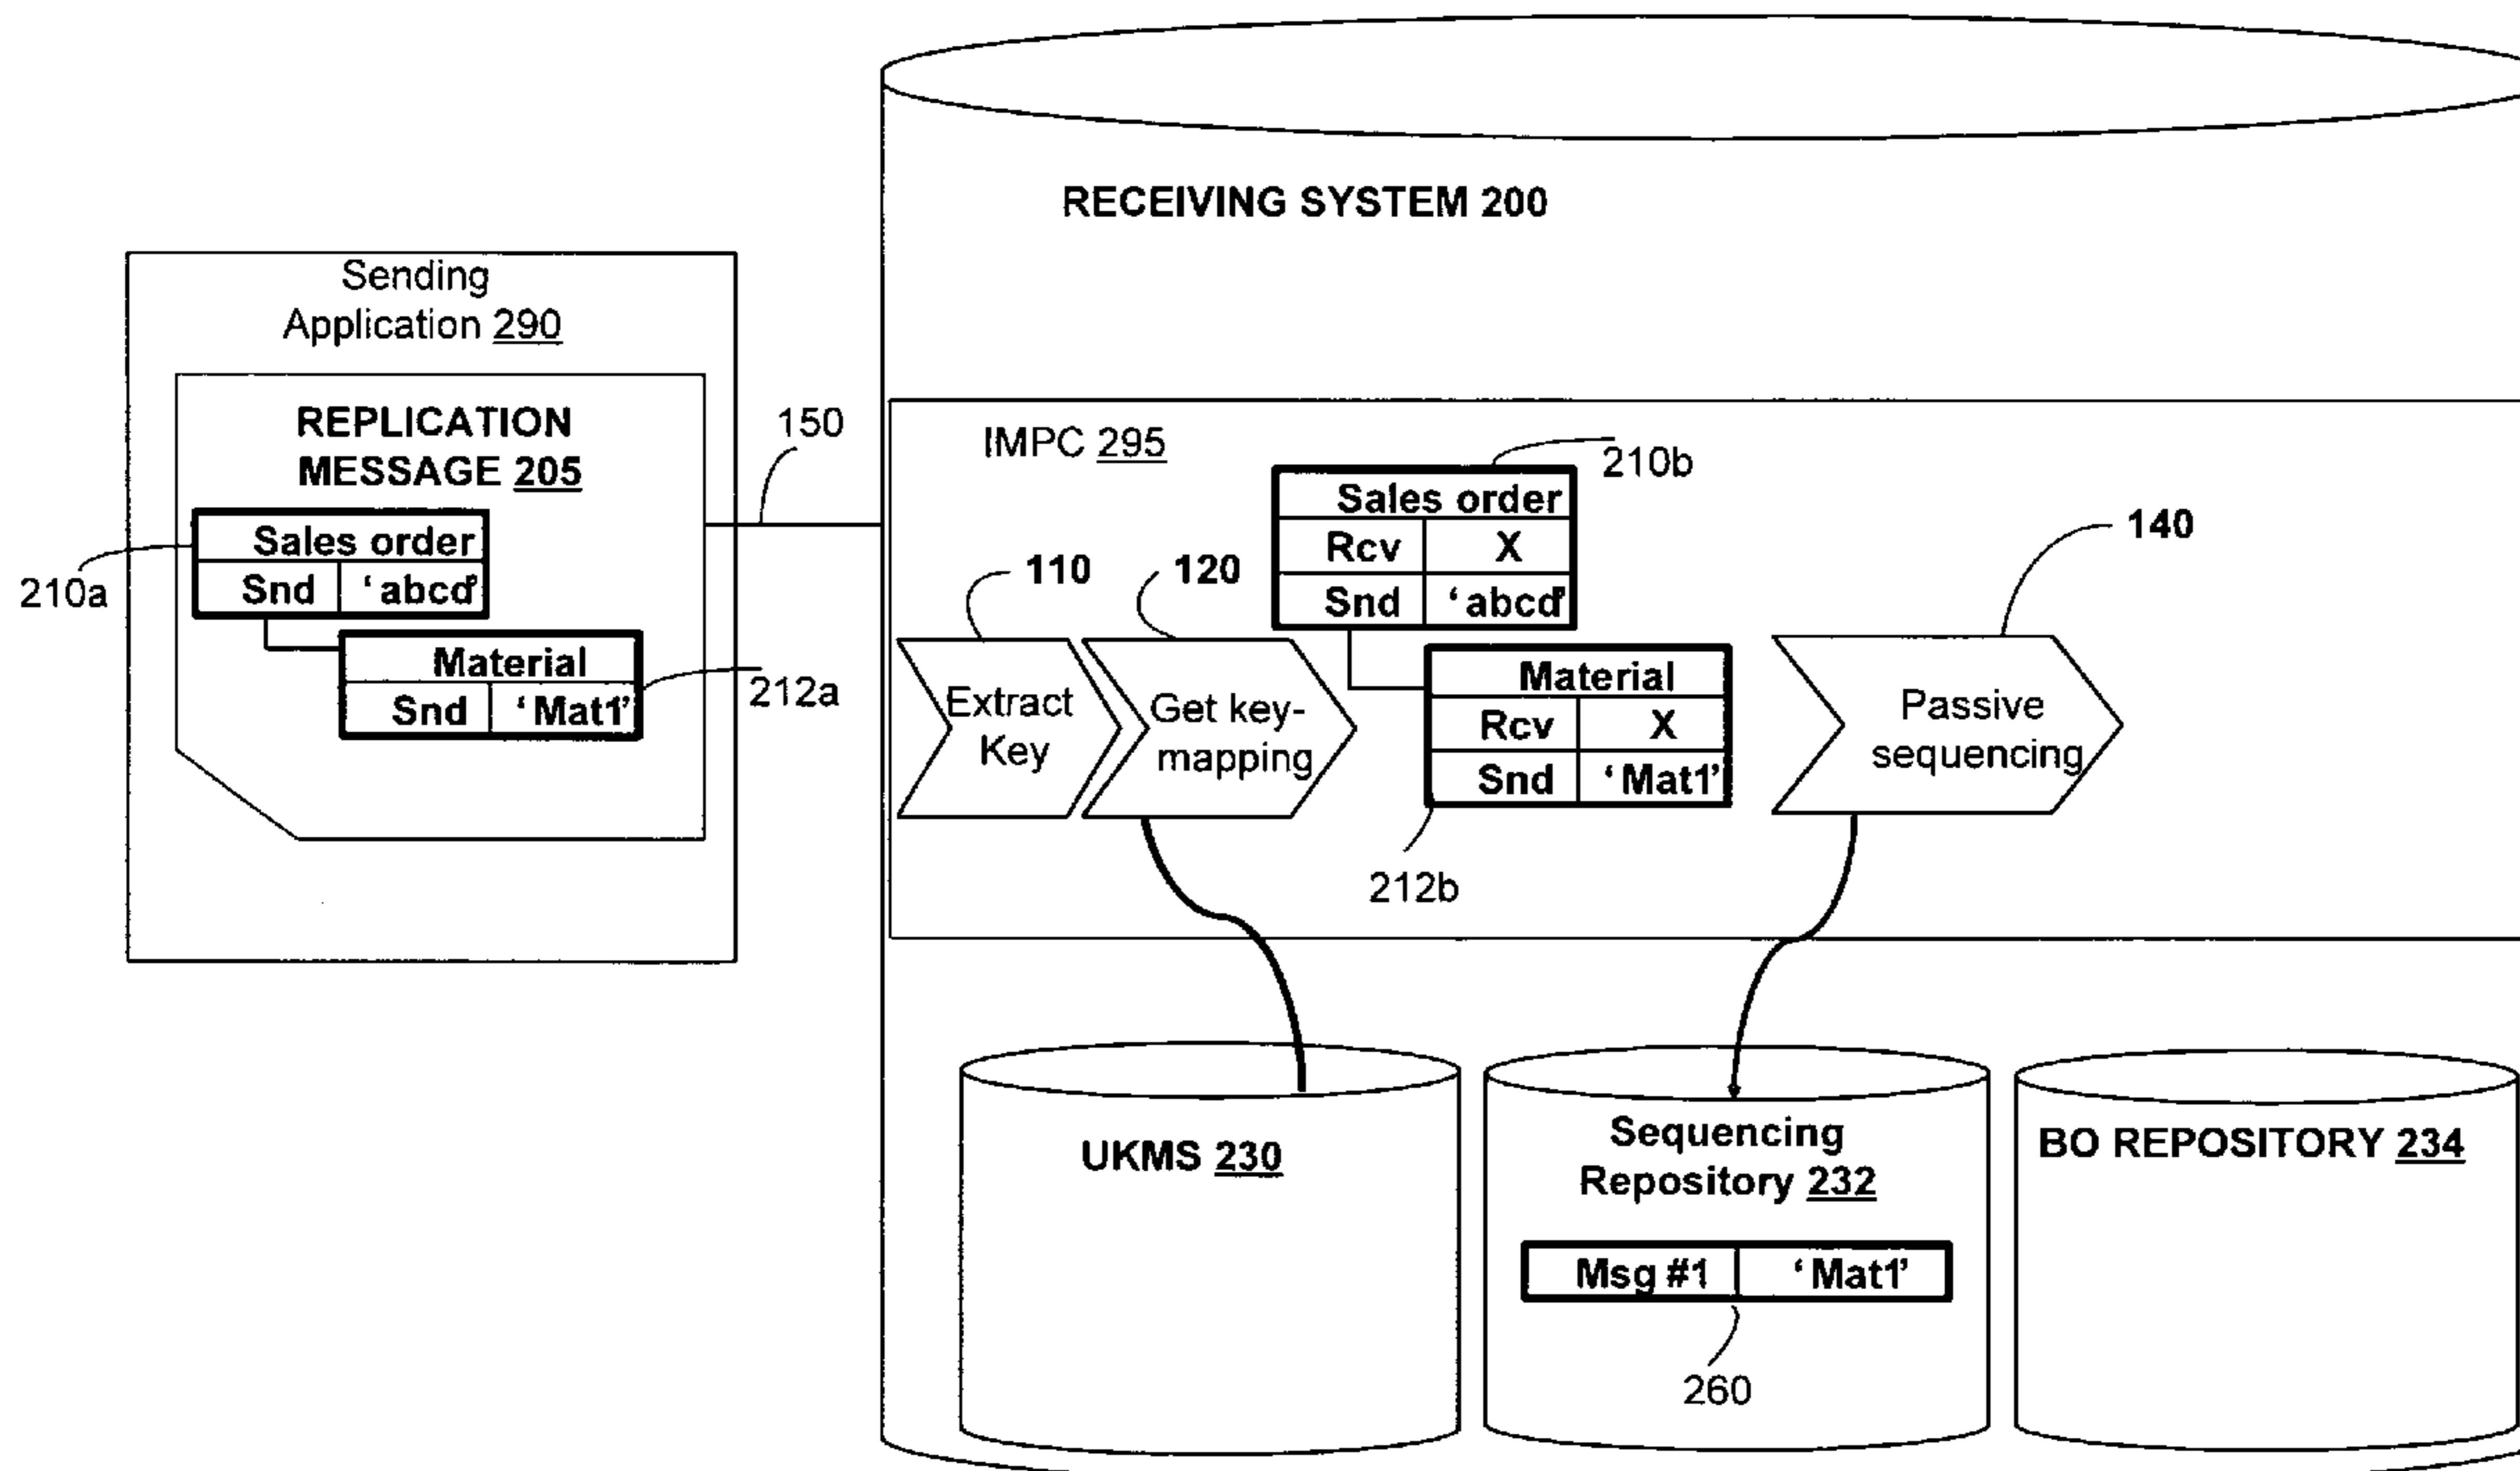 RECEIVING SYSTEM 200
Sending
Application 290
REPLICATION
MESSAGE 205
Sales order
Snd 'abcd'
Material
Snd 'Mat1'
210a
212a
150
IMPC 295
210b
Sales order
Rcv X
Snd 'abcd'
Material
Rcv X
Snd 'Mat1'
212b
110
120
140
Extract
Key
Get key-
mapping
Passive
sequencing
UKMS 230
Sequencing
Repository 232
Msg #1 'Mat1'
260
BO REPOSITORY 234